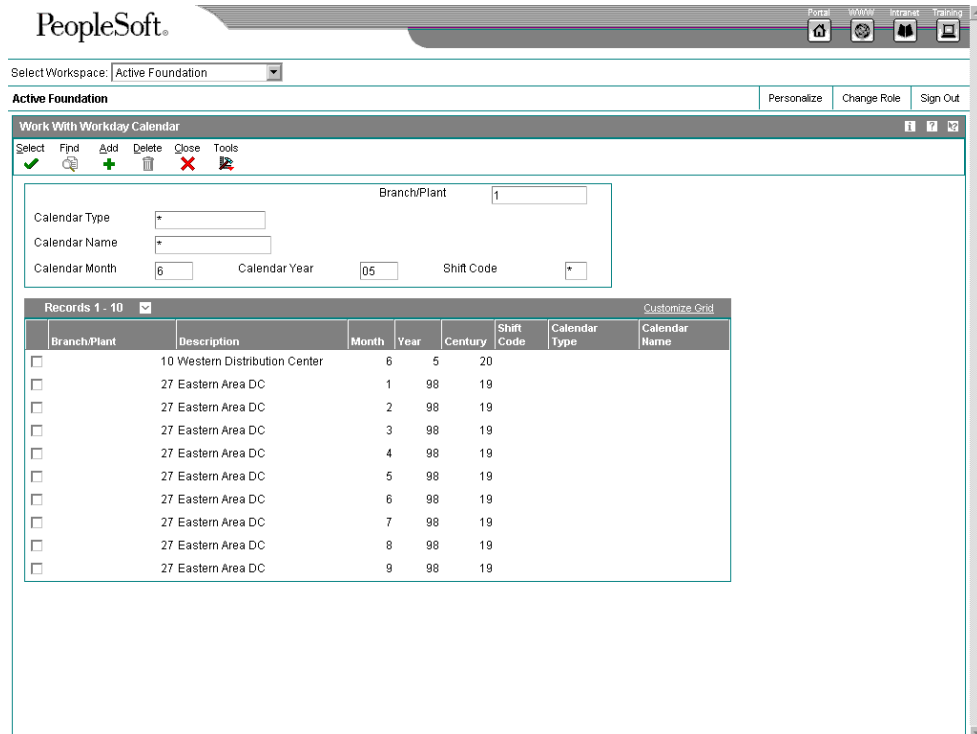 PeopleSoft.
Portal WWW Intranet Training
Select Workspace: Active Foundation
Active Foundation Personalize Change Role Sign Out
Work With Workday Calendar i ? ?
Select Find Add Delete Close Tools
Branch/Plant 1
Calendar Type *
Calendar Name *
Calendar Month 6 Calendar Year 05 Shift Code *
Records 1 - 10 Customize Grid
Branch/Plant Description Month Year Century Shift Code Calendar Type Calendar Name
10 Western Distribution Center 6 5 20
27 Eastern Area DC 1 98 19
27 Eastern Area DC 2 98 19
27 Eastern Area DC 3 98 19
27 Eastern Area DC 4 98 19
27 Eastern Area DC 5 98 19
27 Eastern Area DC 6 98 19
27 Eastern Area DC 7 98 19
27 Eastern Area DC 8 98 19
27 Eastern Area DC 9 98 19